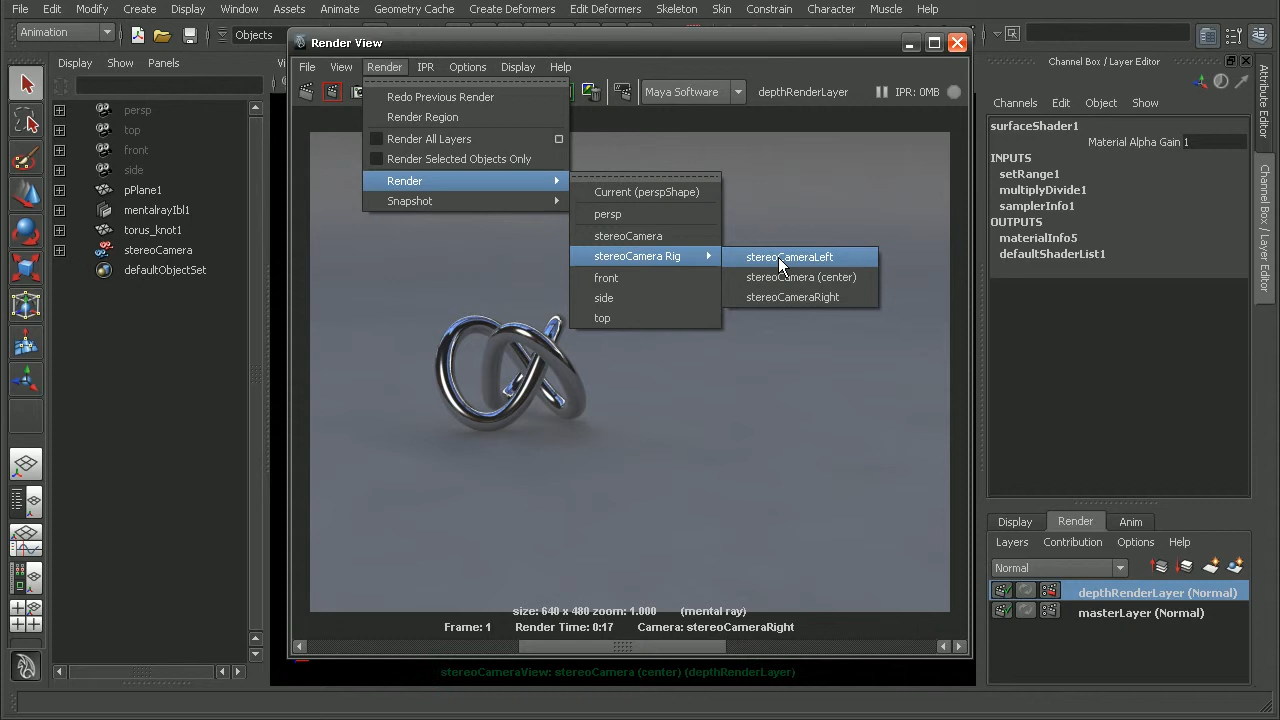 File Edit Modify Create Display Window Assets Animate Geometry Cache Create Deformers Edit Deformers Skeleton Skin Constraint Character Muscle Help
Animation
Objects
Display Show Panels
persp
top
front
side
pPlane1
mentalrayIbl1
torus_knot1
stereoCamera
defaultObjectSet
Render View
File View Render IPR Options Display Help
Maya Software
depthRenderLayer
IPR: 0MB
Redo Previous Render
Render Region
Render All Layers
Render Selected Objects Only
Render
Snapshot
Current (perspShape)
persp
stereoCamera
stereoCamera Rig
front
side
top
stereoCameraLeft
stereoCamera (center)
stereoCameraRight
size: 640 x 480 zoom: 1.000 (mental ray)
Frame: 1 Render Time: 0:17 Camera: stereoCameraRight
stereoCameraView: stereoCamera (center) (depthRenderLayer)
Channel Box / Layer Editor
Channels Edit Object Show
surfaceShader1
Material Alpha Gain 1
INPUTS
setRange1
multiplyDivide1
samplerInfo1
OUTPUTS
materialInfo5
defaultShaderList1
Display Render Anim
Layers Contribution Options Help
Normal
depthRenderLayer (Normal)
masterLayer (Normal)
Attribute Editor
Channel Box / Layer Editor